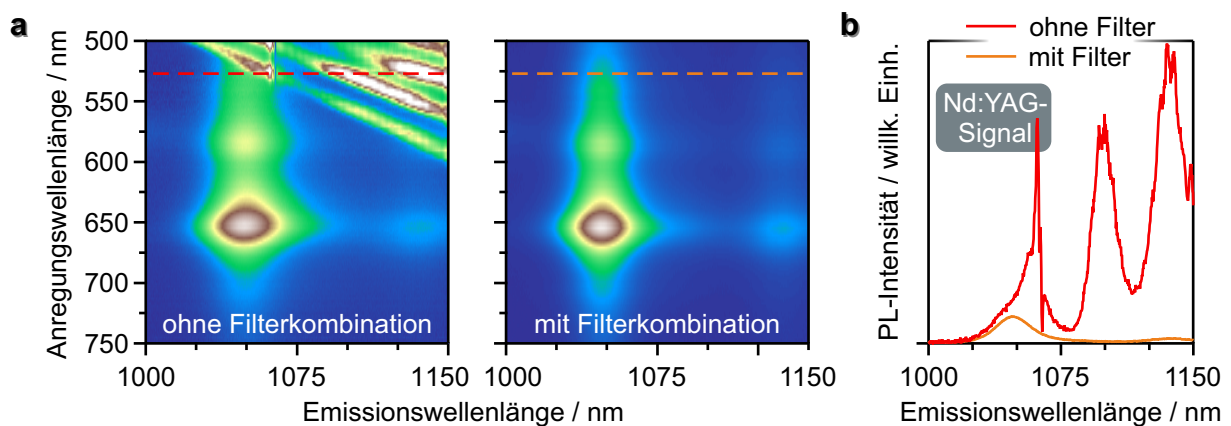 a
Anregungswellenlänge / nm
500
550
600
650
700
750
ohne Filterkombination
mit Filterkombination
1000
1075
1150
1000
1075
1150
Emissionswellenlänge / nm
b
ohne Filter
mit Filter
PL-Intensität / willk. Einh.
Nd:YAG-
Signal
1000
1075
1150
Emissionswellenlänge / nm